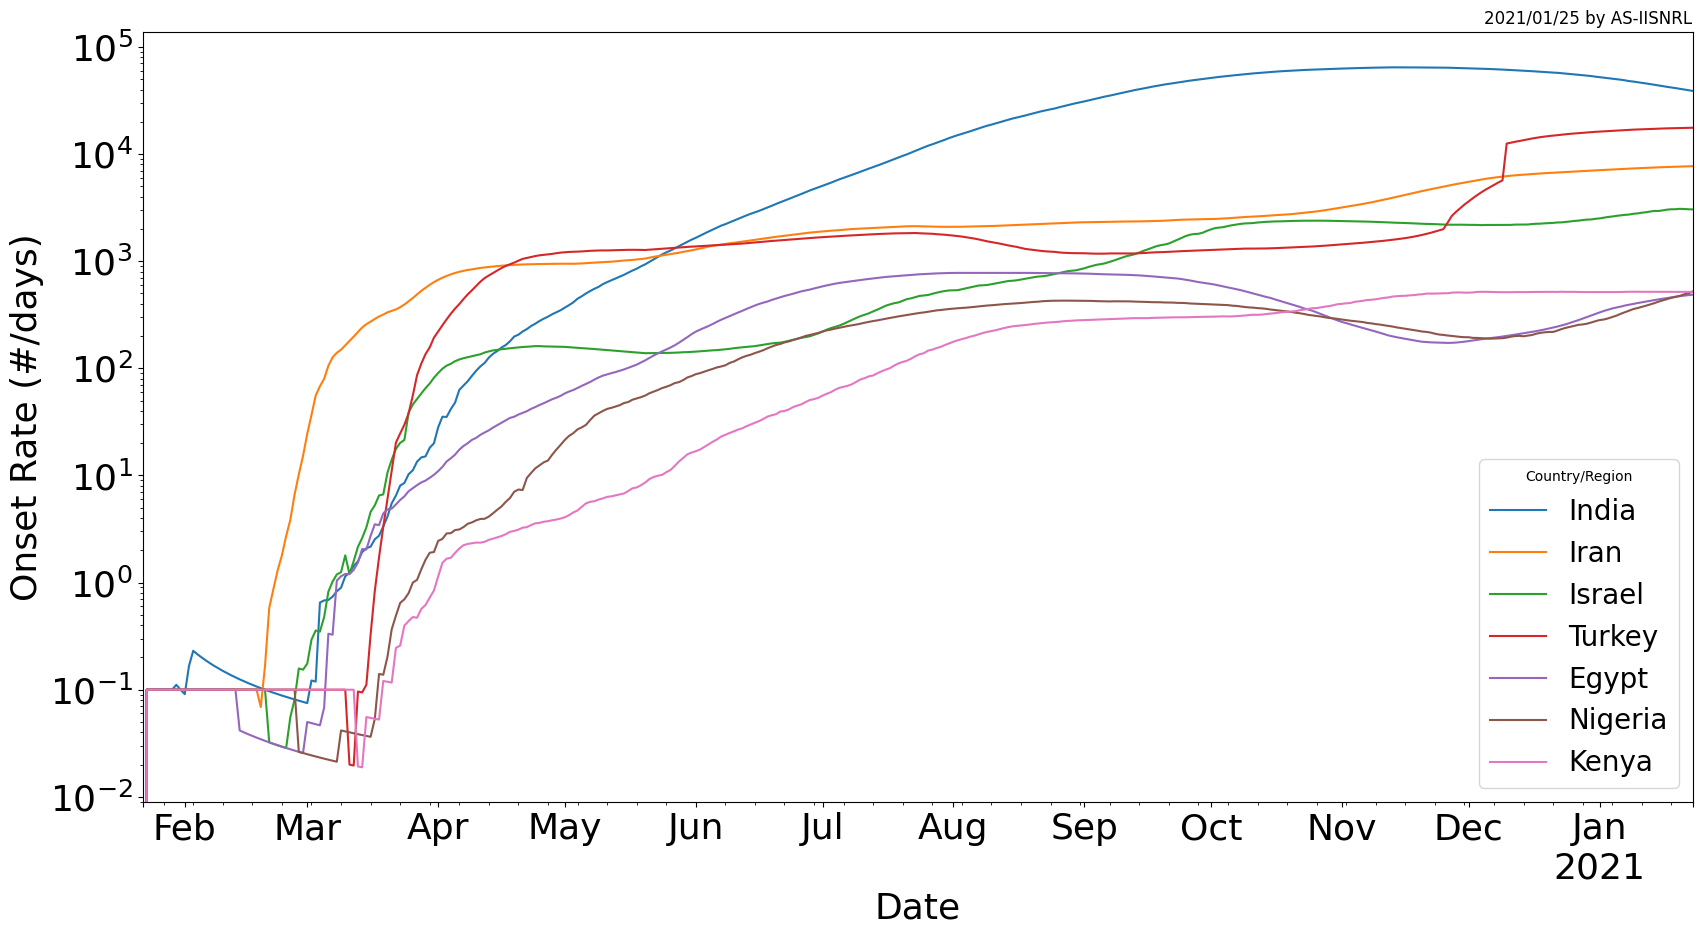 2021/01/25 by AS-IISNRL
Onset Rate (#/days)
10^5
10^4
10^3
10^2
10^1
10^0
10^−1
10^−2
Country/Region
India
Iran
Israel
Turkey
Egypt
Nigeria
Kenya
Feb Mar Apr May Jun Jul Aug Sep Oct Nov Dec Jan
2021
Date